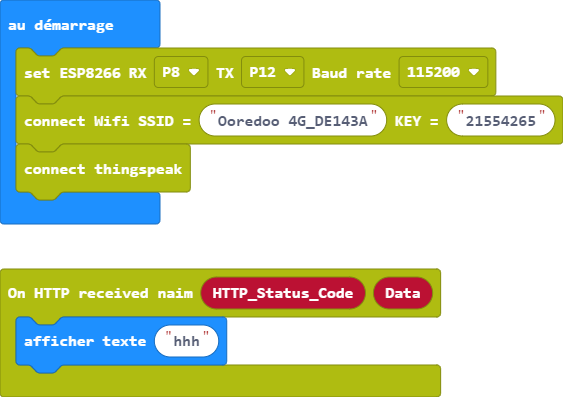 au démarrage
set ESP8266 RX P8 TX P12 Baud rate 115200
connect Wifi SSID = "Ooredoo 4G_DE143A" KEY = "21554265"
connect thingspeak
On HTTP received naim HTTP_Status_Code Data
afficher texte "hhh"